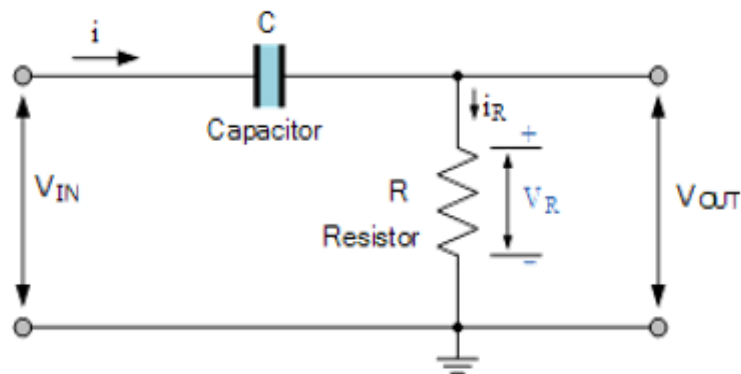 i
C
Capacitor
iR
+
VIN
R
VR
VOUT
Resistor
-